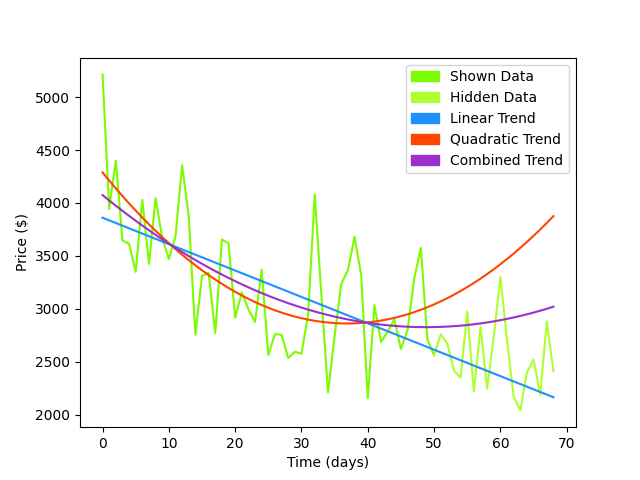 Shown Data
Hidden Data
Linear Trend
Quadratic Trend
Combined Trend
Price ($)
5000
4500
4000
3500
3000
2500
2000
0 10 20 30 40 50 60 70
Time (days)